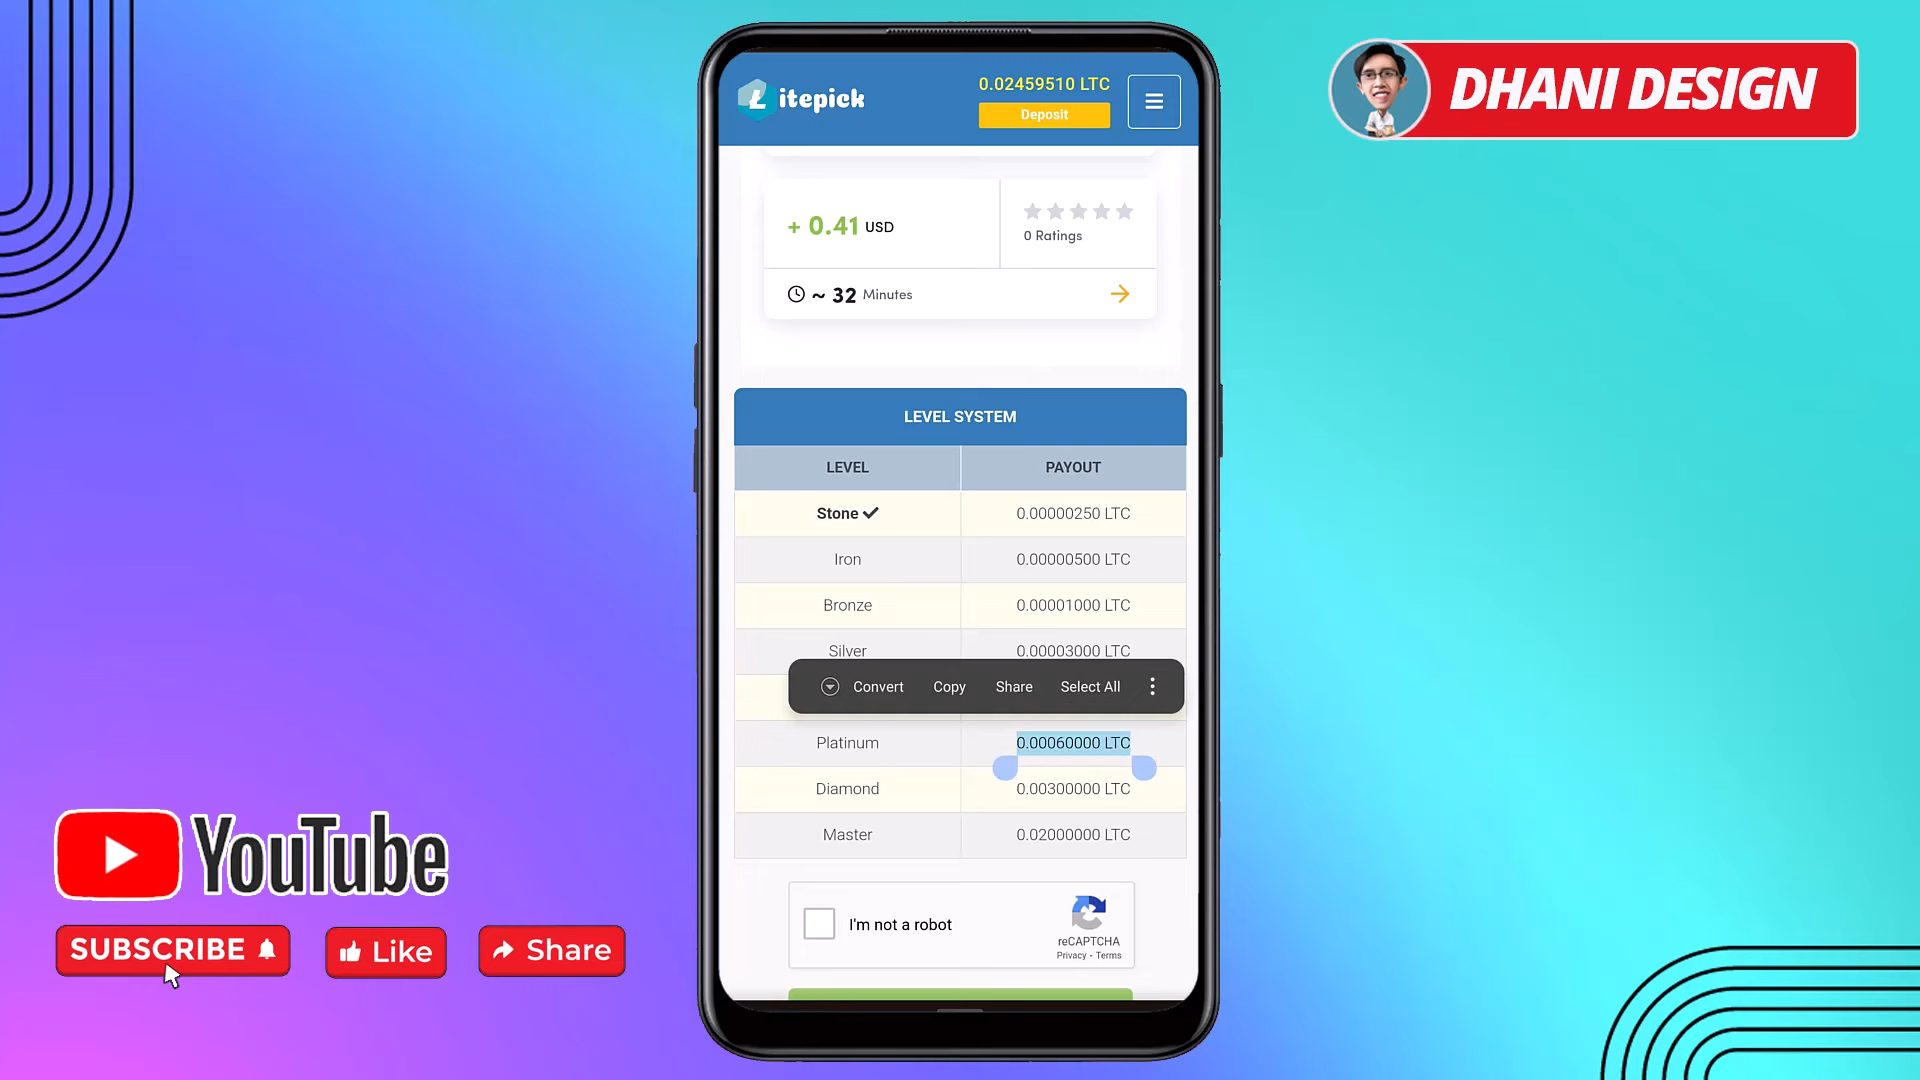 DHANI DESIGN
Litepick
0.02459510 LTC
Deposit
+ 0.41 USD
0 Ratings
~ 32 Minutes
LEVEL SYSTEM
LEVEL PAYOUT
Stone 0.00000250 LTC
Iron 0.00000500 LTC
Bronze 0.00001000 LTC
Silver 0.00003000 LTC
Convert Copy Share Select All
Platinum 0.00060000 LTC
Diamond 0.00300000 LTC
Master 0.02000000 LTC
I'm not a robot
reCAPTCHA
Privacy - Terms
YouTube
SUBSCRIBE Like Share